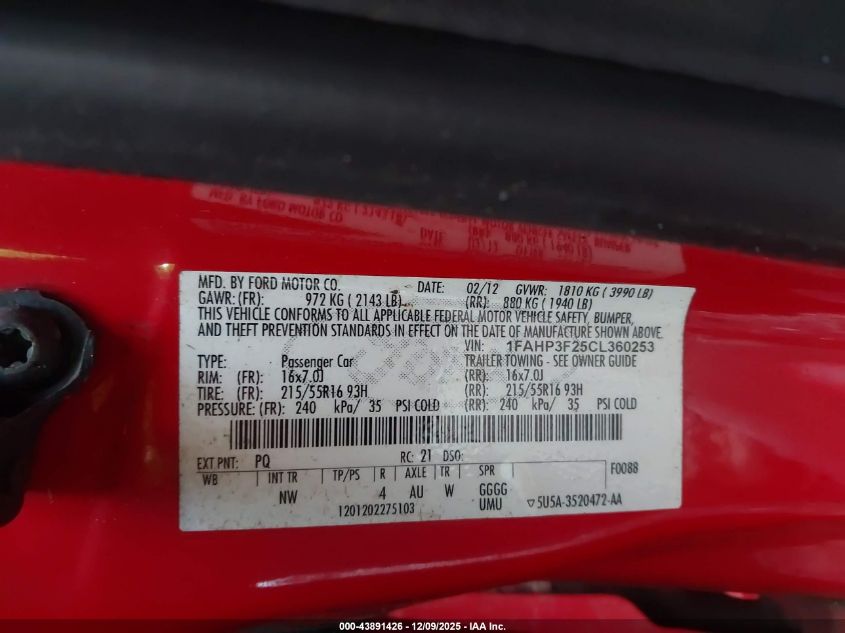 MFD. BY FORD MOTOR CO. DATE: 02/12 GVWR: 1810 KG ( 3990 LB)
GAWR: (FR): 972 KG ( 2143 LB) (RR): 880 KG ( 1940 LB)
THIS VEHICLE CONFORMS TO ALL APPLICABLE FEDERAL MOTOR VEHICLE SAFETY, BUMPER,
AND THEFT PREVENTION STANDARDS IN EFFECT ON THE DATE OF MANUFACTURE SHOWN ABOVE.
VIN: 1FAHP3F25CL360253
TYPE: Passenger Car TRAILER TOWING - SEE OWNER GUIDE
RIM: (FR): 16x7.0J (RR): 16x7.0J
TIRE: (FR): 215/55R16 93H (RR): 215/55R16 93H
PRESSURE: (FR): 240 kPa/ 35 PSI COLD (RR): 240 kPa/ 35 PSI COLD
EXT PNT: PQ RC: 21 DSO: F0088
WB INT TR TP/PS R AXLE TR SPR
NW 4 AU W GGGG
UMU
1201202275103 5U5A-3520472-AA
000-43891426 - 12/09/2025 - IAA Inc.